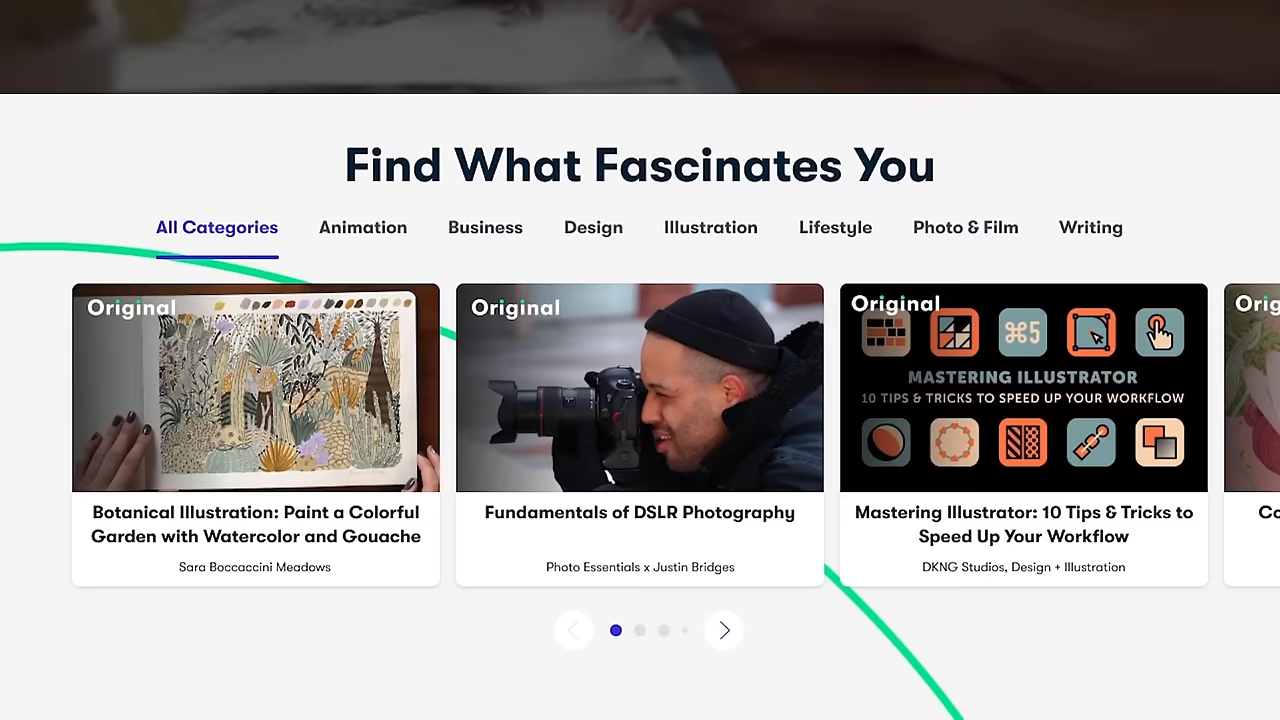 Find What Fascinates You
All Categories Animation Business Design Illustration Lifestyle Photo & Film Writing
Original
Botanical Illustration: Paint a Colorful
Garden with Watercolor and Gouache
Sara Boccaccini Meadows
Original
Fundamentals of DSLR Photography
Photo Essentials x Justin Bridges
Original
⌘5
MASTERING ILLUSTRATOR
10 TIPS & TRICKS TO SPEED UP YOUR WORKFLOW
Mastering Illustrator: 10 Tips & Tricks to
Speed Up Your Workflow
DKNG Studios, Design + Illustration
Orig
Co